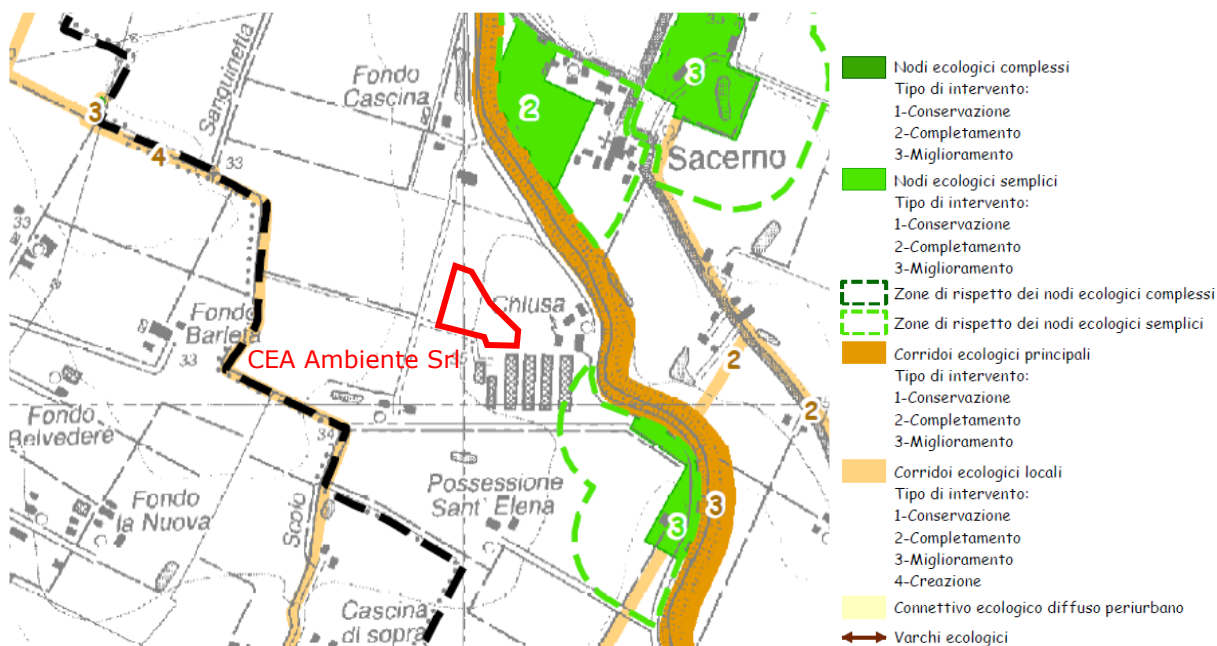 33
Fondo
Cascina
Sanguinetta
3
2
3
Sacerno
4
33
33
Fondo
Barleta
33
Chiusa
CEA Ambiente Srl
2
2
Fondo
Belvedere
34
Possessione
Sant' Elena
Fondo
la Nuova
Scolo
3
3
Cascina
di sopra
Nodi ecologici complessi
Tipo di intervento:
1-Conservazione
2-Completamento
3-Miglioramento
Nodi ecologici semplici
Tipo di intervento:
1-Conservazione
2-Completamento
3-Miglioramento
Zone di rispetto dei nodi ecologici complessi
Zone di rispetto dei nodi ecologici semplici
Corridoi ecologici principali
Tipo di intervento:
1-Conservazione
2-Completamento
3-Miglioramento
Corridoi ecologici locali
Tipo di intervento:
1-Conservazione
2-Completamento
3-Miglioramento
4-Creazione
Connettivo ecologico diffuso periurbano
Varchi ecologici